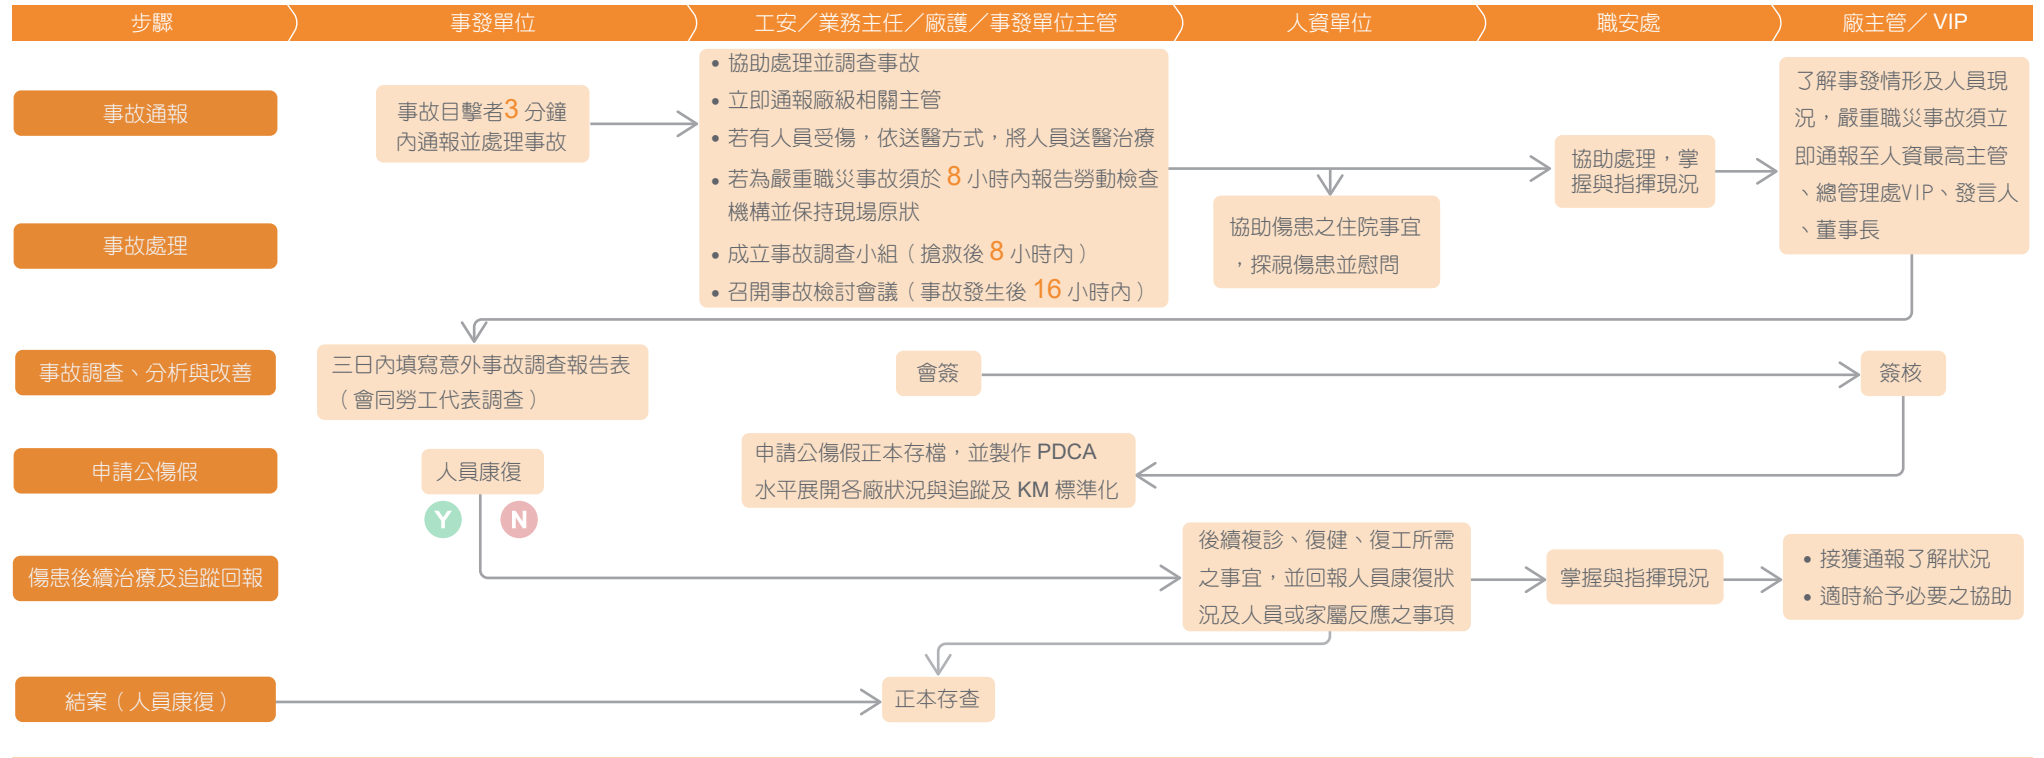 步驟
事發單位
工安／業務主任／廠護／事發單位主管
人資單位
職安處
廠主管／ VIP
事故通報
事故處理
事故目擊者3 分鐘
內通報並處理事故
• 協助處理並調查事故
• 立即通報廠級相關主管
• 若有人員受傷，依送醫方式，將人員送醫治療
• 若為嚴重職災事故須於 8 小時內報告勞動檢查
機構並保持現場原狀
• 成立事故調查小組（搶救後 8 小時內）
• 召開事故檢討會議（事故發生後 16 小時內）
協助傷患之住院事宜
，探視傷患並慰問
協助處理，掌
握與指揮現況
了解事發情形及人員現
況，嚴重職災事故須立
即通報至人資最高主管
、總管理處VIP、發言人
、董事長
事故調查、分析與改善
三日內填寫意外事故調查報告表
（會同勞工代表調查）
會簽
簽核
申請公傷假
人員康復
Y
N
申請公傷假正本存檔，並製作 PDCA
水平展開各廠狀況與追蹤及 KM 標準化
傷患後續治療及追蹤回報
後續複診、復健、復工所需
之事宜，並回報人員康復狀
況及人員或家屬反應之事項
掌握與指揮現況
• 接獲通報了解狀況
• 適時給予必要之協助
結案（人員康復）
正本存查